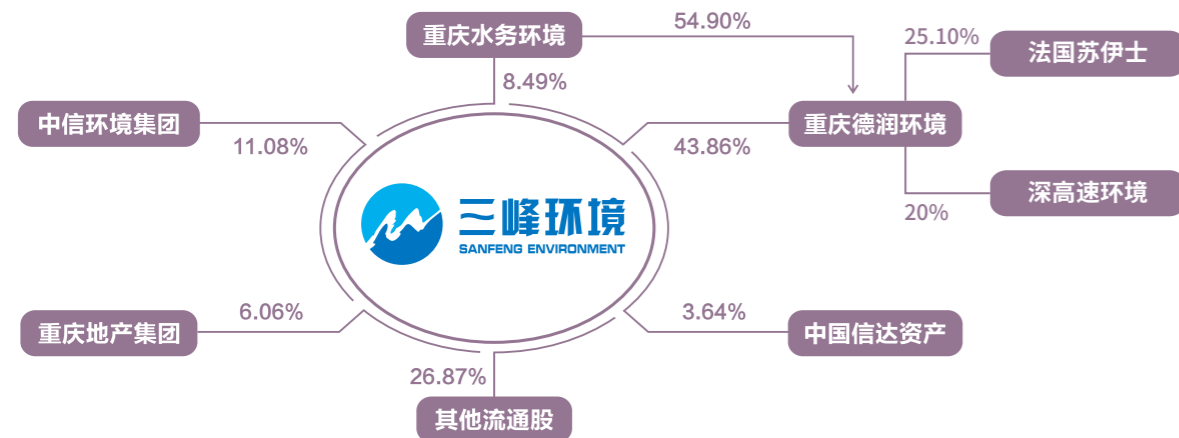 重庆水务环境
54.90%
25.10%
法国苏伊士
8.49%
中信环境集团
11.08%
43.86%
重庆德润环境
深高速环境
20%
三峰环境
SANFENG ENVIRONMENT
重庆地产集团
6.06%
3.64%
中国信达资产
26.87%
其他流通股